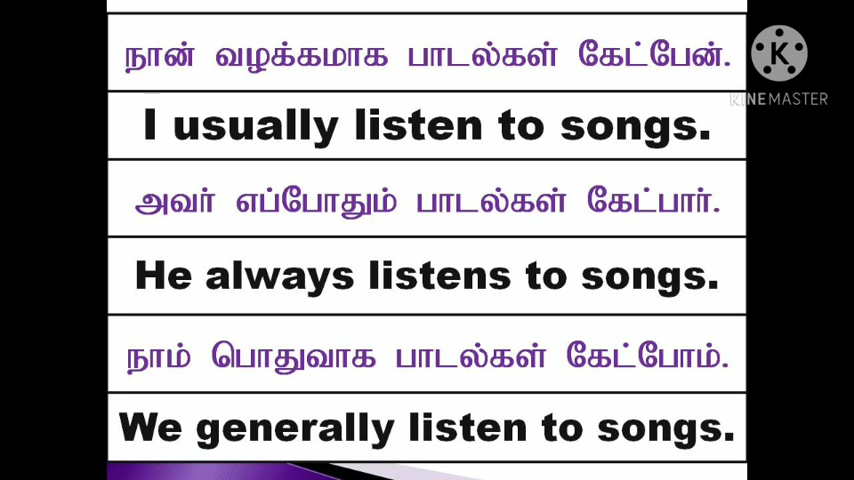 நான் வழக்கமாக பாடல்கள் கேட்பேன்.
K
KINEMASTER
I usually listen to songs.
அவர் எப்போதும் பாடல்கள் கேட்பார்.
He always listens to songs.
நாம் பொதுவாக பாடல்கள் கேட்போம்.
We generally listen to songs.